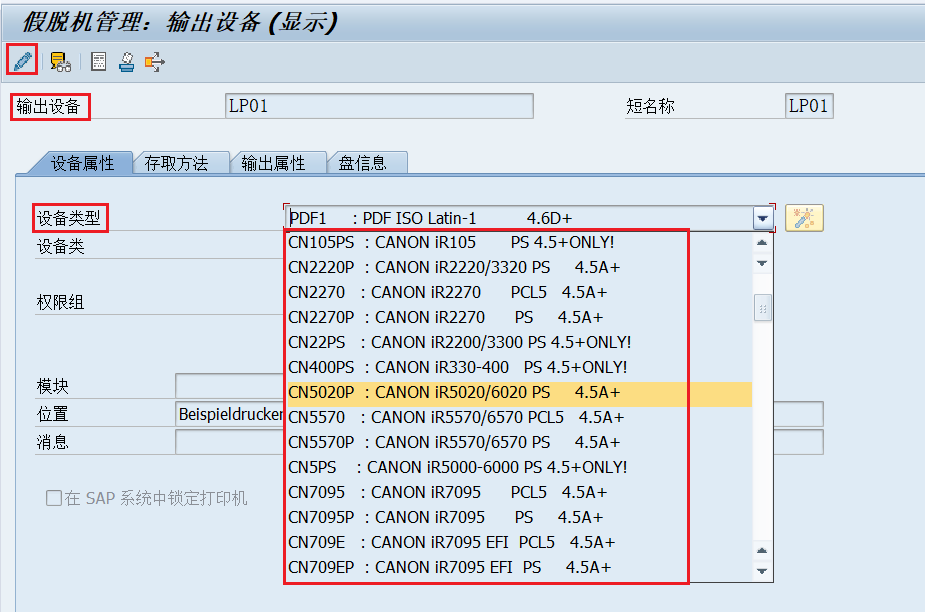 假脱机管理：输出设备 (显示)
输出设备 LP01 短名称 LP01
设备属性 存取方法 输出属性 盘信息
设备类型 PDF1 : PDF ISO Latin-1 4.6D+
设备类
权限组
模块
位置 Beispieldrucker
消息
在 SAP 系统中锁定打印机
CN105PS : CANON iR105 PS 4.5+ONLY!
CN2220P : CANON iR2220/3320 PS 4.5A+
CN2270 : CANON iR2270 PCL5 4.5A+
CN2270P : CANON iR2270 PS 4.5A+
CN22PS : CANON iR2200/3300 PS 4.5+ONLY!
CN400PS : CANON iR330-400 PS 4.5+ONLY!
CN5020P : CANON iR5020/6020 PS 4.5A+
CN5570 : CANON iR5570/6570 PCL5 4.5A+
CN5570P : CANON iR5570/6570 PS 4.5A+
CN5PS : CANON iR5000-6000 PS 4.5+ONLY!
CN7095 : CANON iR7095 PCL5 4.5A+
CN7095P : CANON iR7095 PS 4.5A+
CN709E : CANON iR7095 EFI PCL5 4.5A+
CN709EP : CANON iR7095 EFI PS 4.5A+